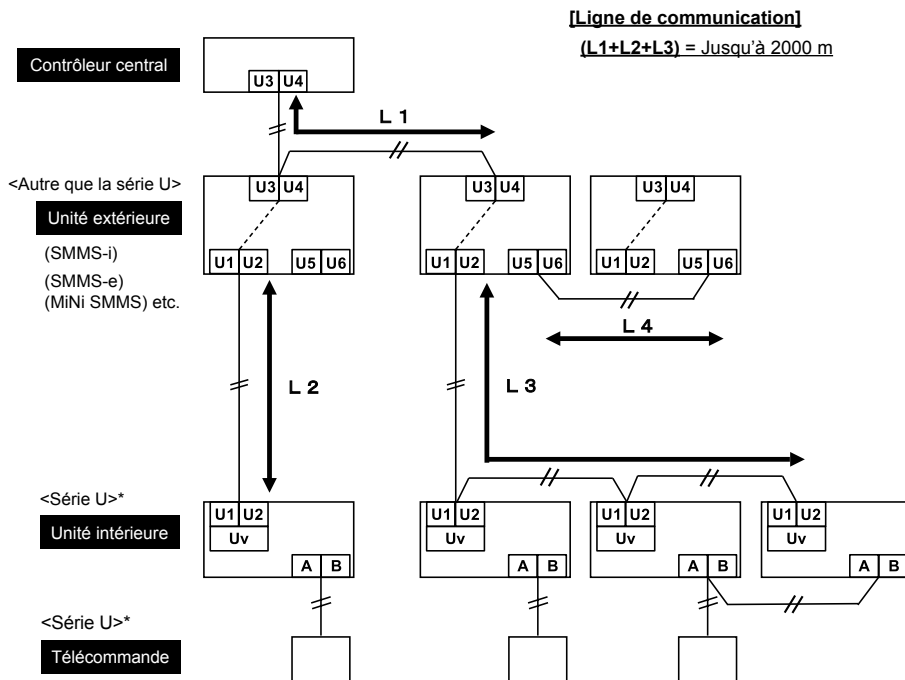 [Ligne de communication]
(L1+L2+L3) = Jusqu'à 2000 m
Contrôleur central
U3 U4
L 1
<Autre que la série U>
U3 U4 U3 U4 U3 U4
Unité extérieure
(SMMS-i)
U1 U2 U5 U6 U1 U2 U5 U6 U1 U2 U5 U6
(SMMS-e)
(MiNi SMMS) etc.
L 4
L 2 L 3
<Série U>*
U1 U2 U1 U2 U1 U2 U1 U2
Unité intérieure
Uv Uv Uv Uv
A B A B A B A B
<Série U>*
Télécommande